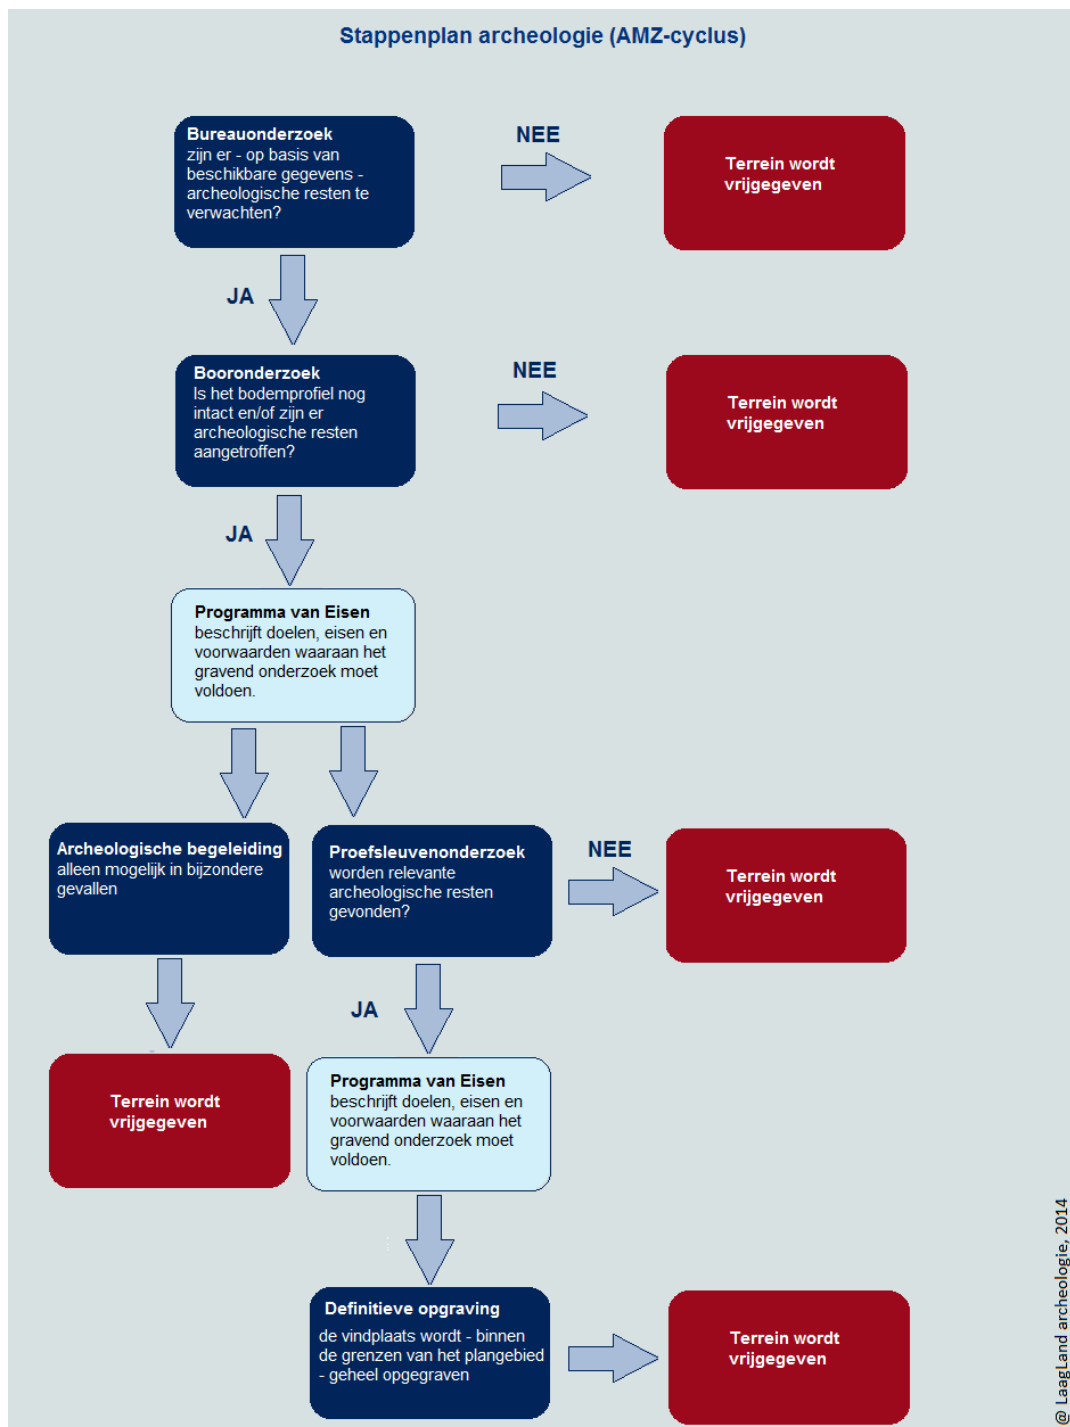 Stappenplan archeologie (AMZ-cyclus)
Bureauonderzoek
zijn er - op basis van
beschikbare gegevens -
archeologische resten te
verwachten?
NEE
Terrein wordt
vrijgegeven
JA
Booronderzoek
Is het bodemprofiel nog
intact en/of zijn er
archeologische resten
aangetroffen?
NEE
Terrein wordt
vrijgegeven
JA
Programma van Eisen
beschrijft doelen, eisen en
voorwaarden waaraan het
gravend onderzoek moet
voldoen.
Archeologische begeleiding
alleen mogelijk in bijzondere
gevallen
Proefsleuvenonderzoek
worden relevante
archeologische resten
gevonden?
NEE
Terrein wordt
vrijgegeven
JA
Terrein wordt
vrijgegeven
Programma van Eisen
beschrijft doelen, eisen en
voorwaarden waaraan het
gravend onderzoek moet
voldoen.
Definitieve opgraving
de vindplaats wordt - binnen
de grenzen van het plangebied
- geheel opgegraven
Terrein wordt
vrijgegeven
@ LaagLand archeologie, 2014